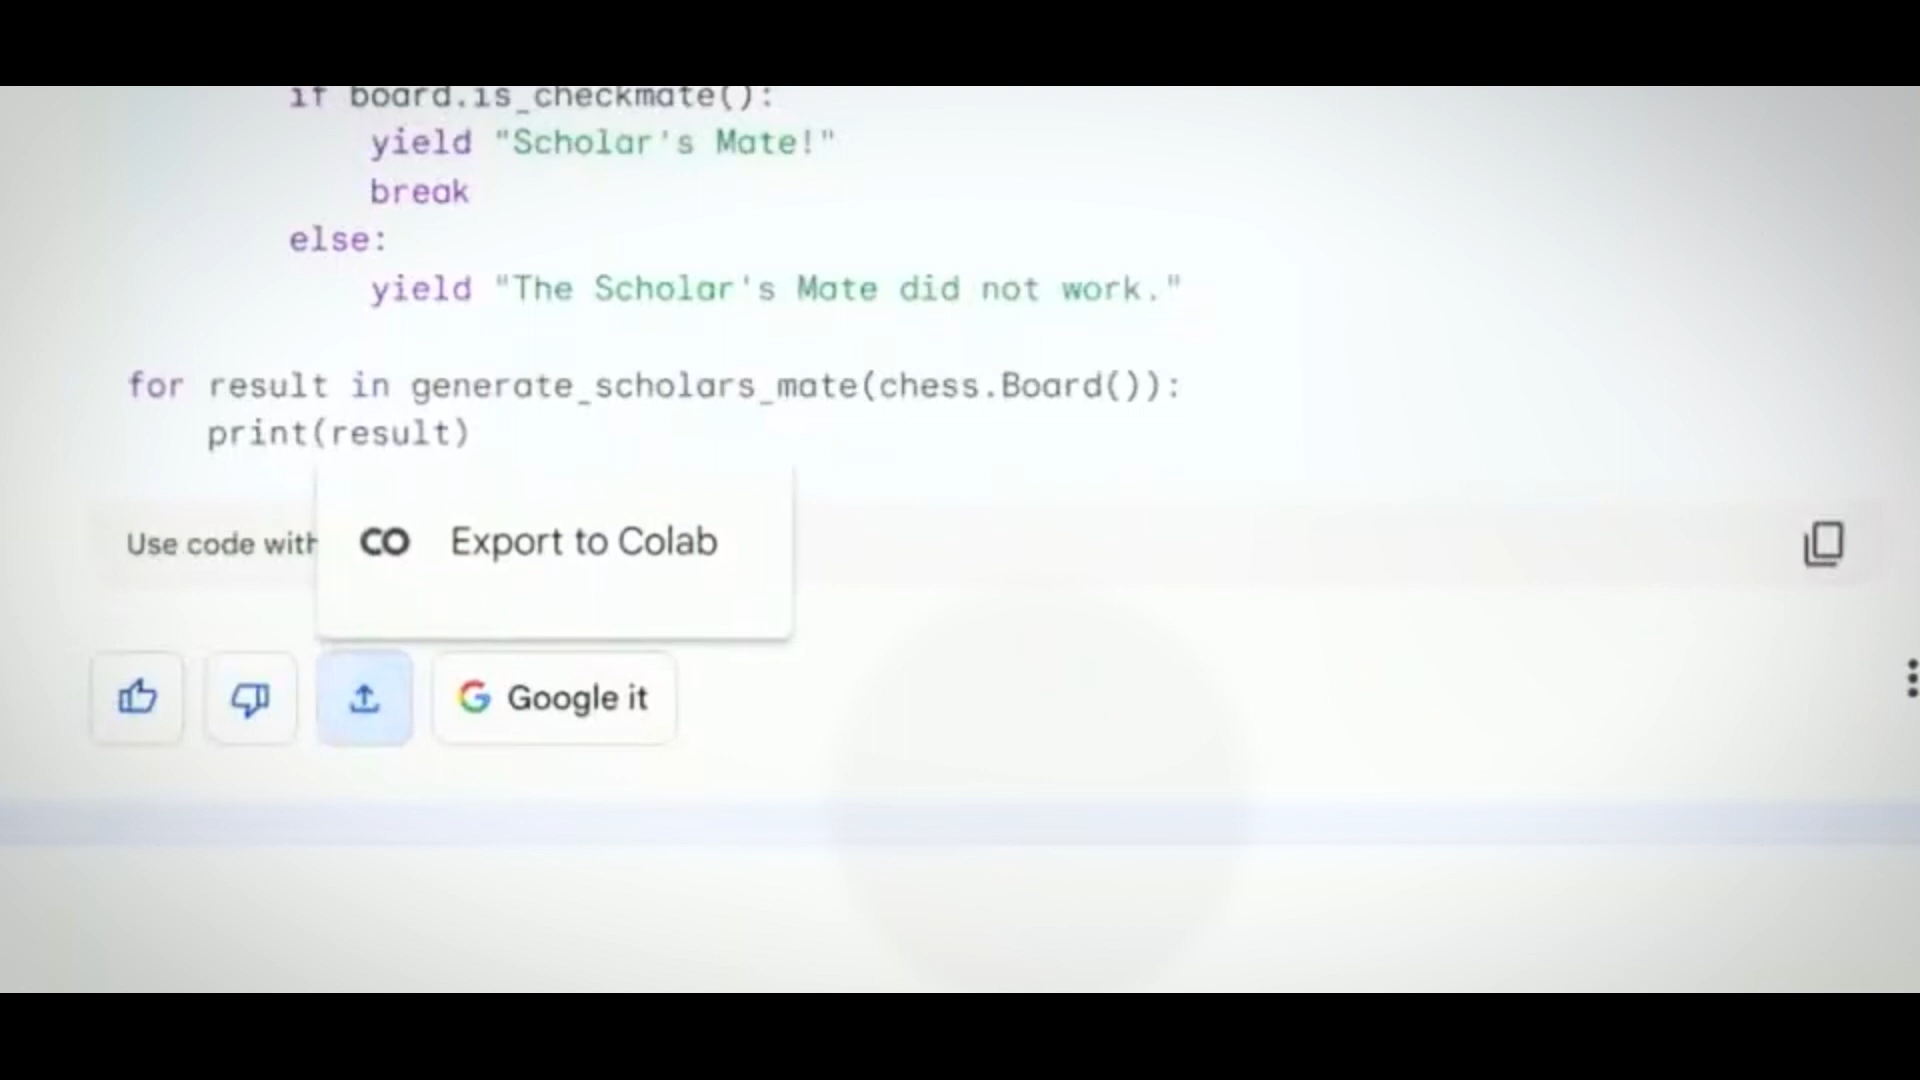 if board.is_checkmate():
yield "Scholar's Mate!"
break
else:
yield "The Scholar's Mate did not work."
for result in generate_scholars_mate(chess.Board()):
print(result)
Use code with
CO Export to Colab
G Google it